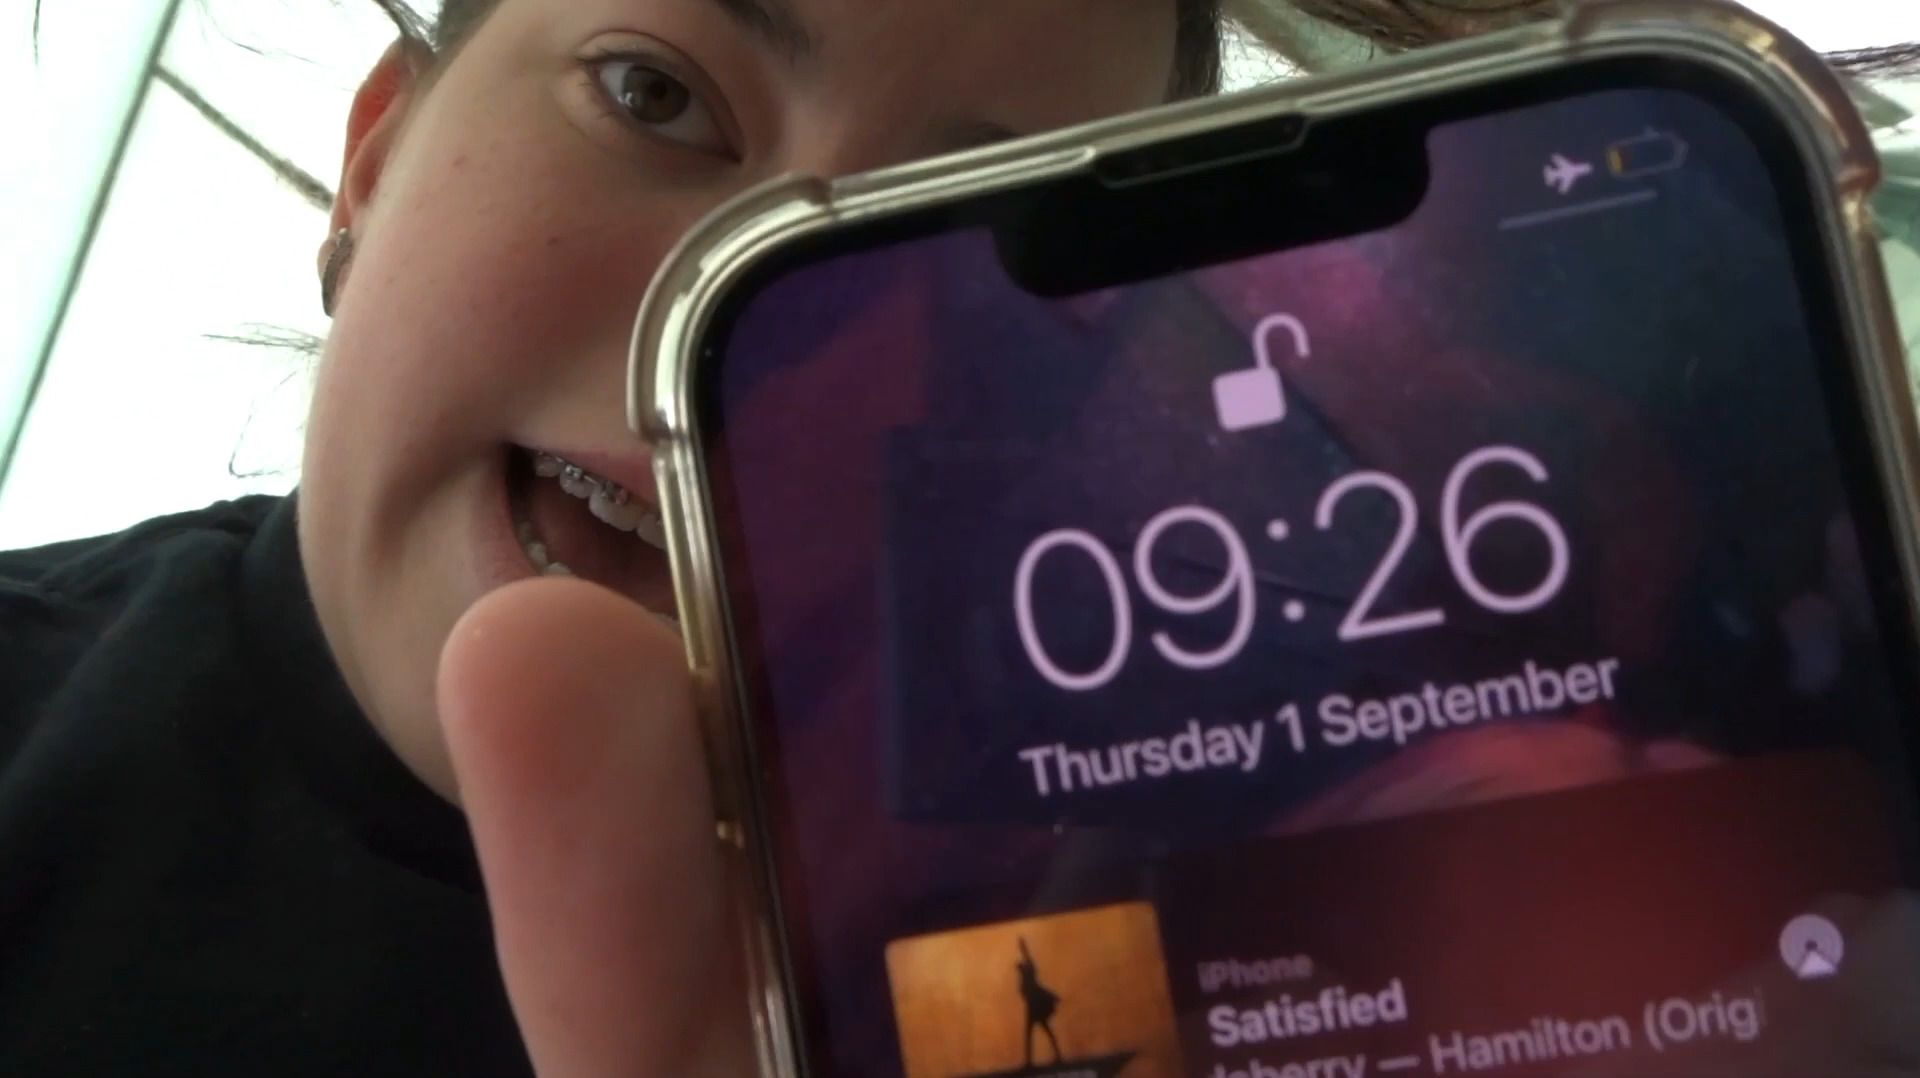 09:26
Thursday 1 September
iPhone
Satisfied
— Hamilton (Orig